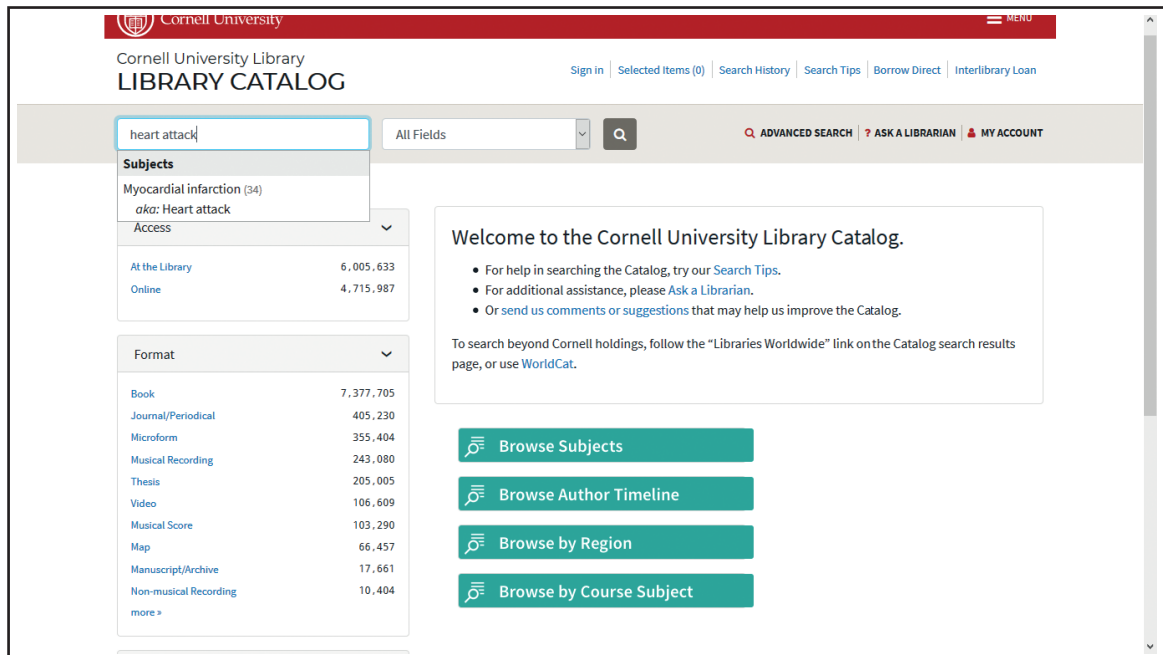 Cornell University
MENU
Cornell University Library
LIBRARY CATALOG
Sign in | Selected Items (0) | Search History | Search Tips | Borrow Direct | Interlibrary Loan
heart attack
All Fields
ADVANCED SEARCH | ? ASK A LIBRARIAN | MY ACCOUNT
Subjects
Myocardial infarction (34)
aka: Heart attack
Access
At the Library 6,005,633
Online 4,715,987
Format
Book 7,377,705
Journal/Periodical 405,230
Microform 355,404
Musical Recording 243,080
Thesis 205,005
Video 106,609
Musical Score 103,290
Map 66,457
Manuscript/Archive 17,661
Non-musical Recording 10,404
more »
Welcome to the Cornell University Library Catalog.
• For help in searching the Catalog, try our Search Tips.
• For additional assistance, please Ask a Librarian.
• Or send us comments or suggestions that may help us improve the Catalog.
To search beyond Cornell holdings, follow the “Libraries Worldwide” link on the Catalog search results
page, or use WorldCat.
Browse Subjects
Browse Author Timeline
Browse by Region
Browse by Course Subject